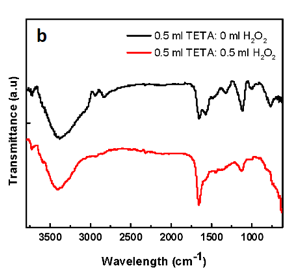 b
0.5 ml TETA: 0 ml H₂O₂
0.5 ml TETA: 0.5 ml H₂O₂
Transmittance (a.u)
3500 3000 2500 2000 1500 1000
Wavelength (cm⁻¹)